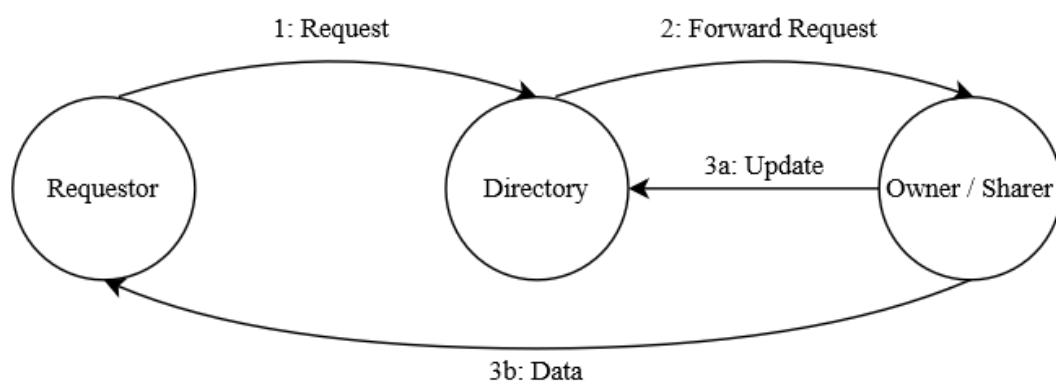 1: Request
2: Forward Request
Requestor
Directory
3a: Update
Owner / Sharer
3b: Data